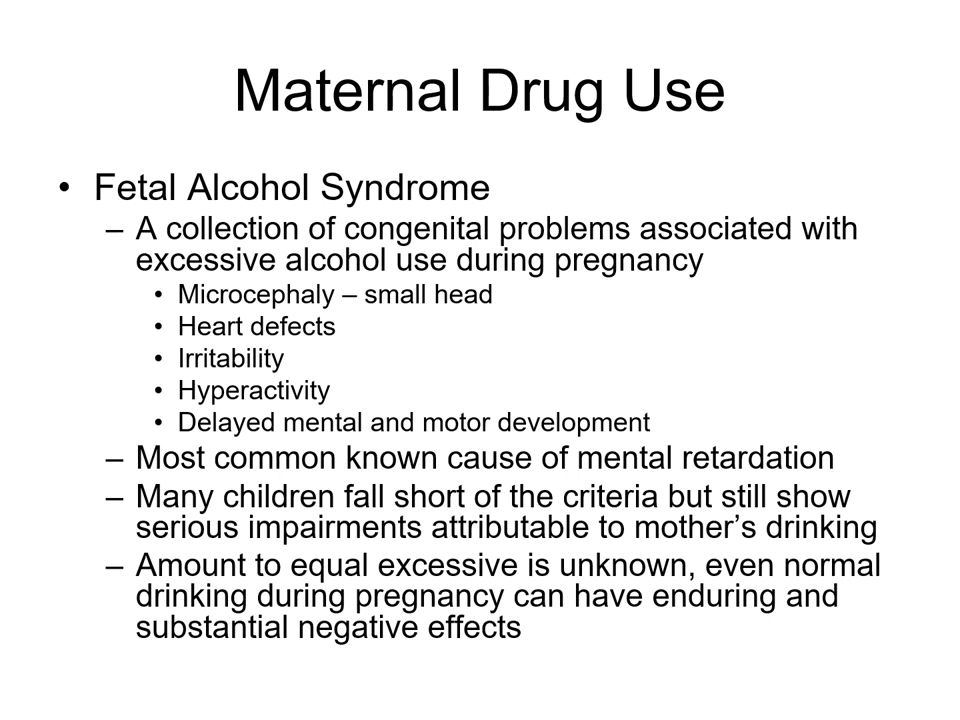 Maternal Drug Use
• Fetal Alcohol Syndrome
– A collection of congenital problems associated with
excessive alcohol use during pregnancy
• Microcephaly – small head
• Heart defects
• Irritability
• Hyperactivity
• Delayed mental and motor development
– Most common known cause of mental retardation
– Many children fall short of the criteria but still show
serious impairments attributable to mother’s drinking
– Amount to equal excessive is unknown, even normal
drinking during pregnancy can have enduring and
substantial negative effects